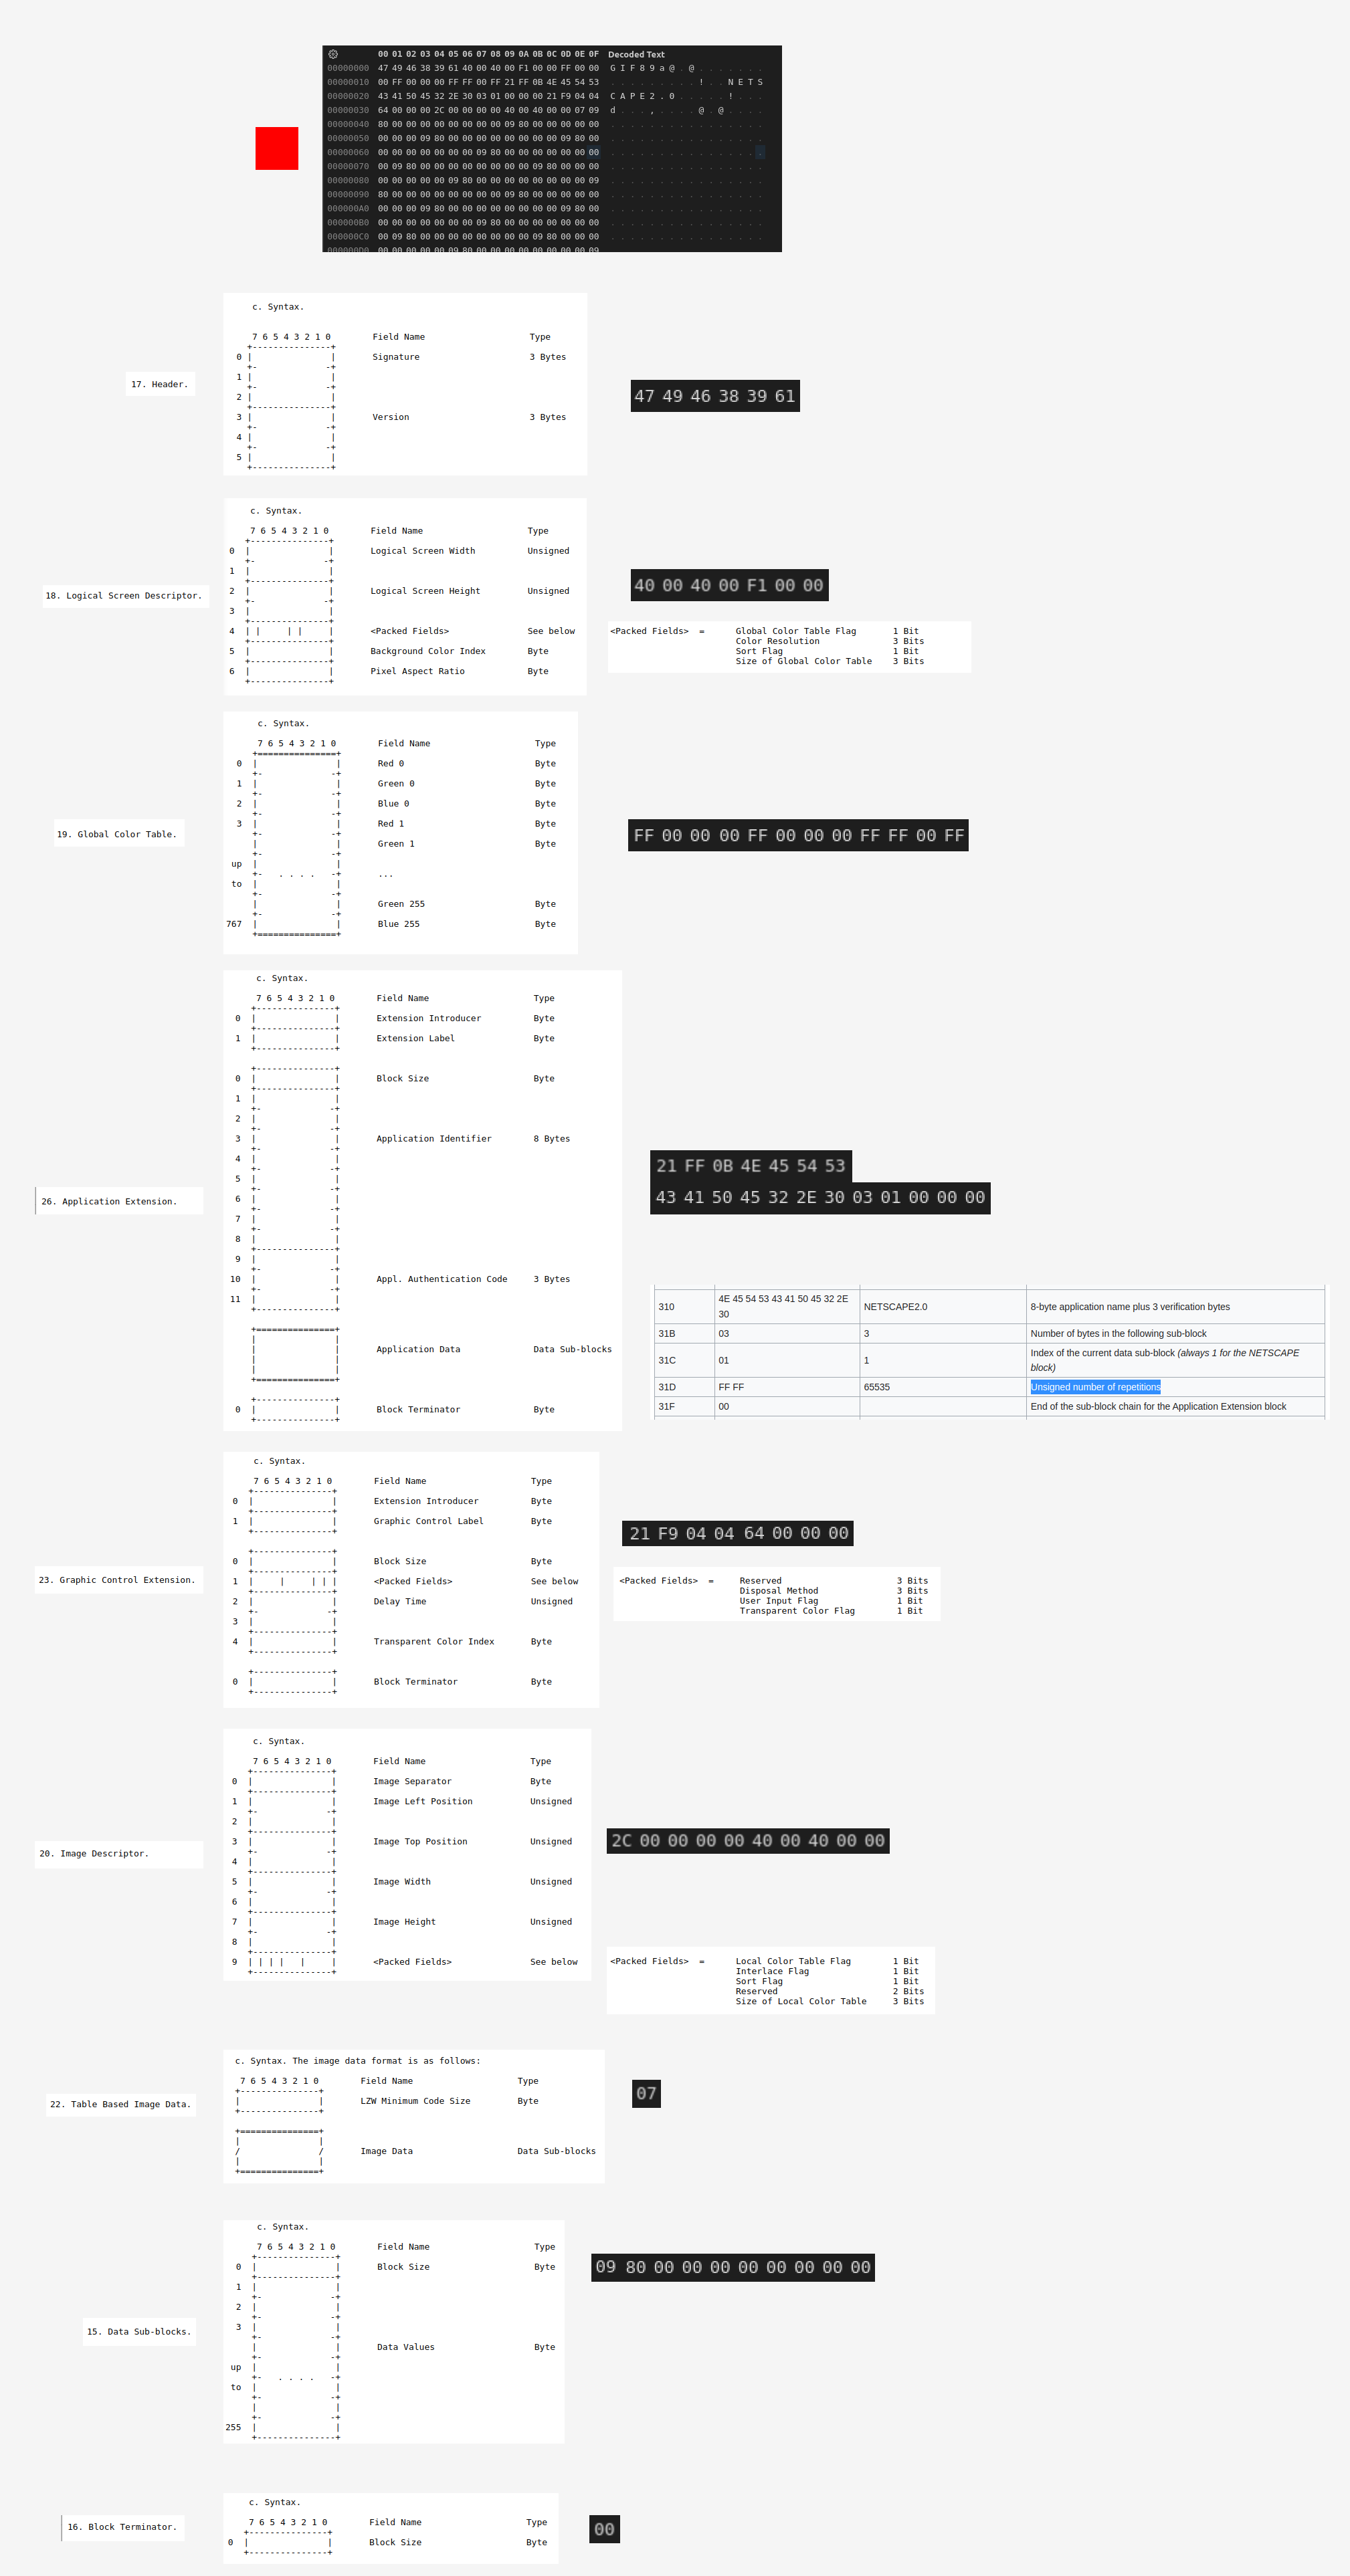 00 01 02 03 04 05 06 07 08 09 0A 0B 0C 0D 0E 0F Decoded Text
00000000 47 49 46 38 39 61 40 00 40 00 F1 00 00 FF 00 00 G I F 8 9 a @ . @ . . . . . . .
00000010 00 FF 00 00 00 FF FF 00 FF 21 FF 0B 4E 45 54 53 . . . . . . . . . ! . . N E T S
00000020 43 41 50 45 32 2E 30 03 01 00 00 00 21 F9 04 04 C A P E 2 . 0 . . . . . ! . . .
00000030 64 00 00 00 2C 00 00 00 00 40 00 40 00 00 07 09 d . . . , . . . . @ . @ . . . .
00000040 80 00 00 00 00 00 00 00 00 09 80 00 00 00 00 00 . . . . . . . . . . . . . . . .
00000050 00 00 00 09 80 00 00 00 00 00 00 00 00 09 80 00 . . . . . . . . . . . . . . . .
00000060 00 00 00 00 00 00 00 09 80 00 00 00 00 00 00 00 . . . . . . . . . . . . . . . .
00000070 00 09 80 00 00 00 00 00 00 00 00 09 80 00 00 00 . . . . . . . . . . . . . . . .
00000080 00 00 00 00 00 09 80 00 00 00 00 00 00 00 00 09 . . . . . . . . . . . . . . . .
00000090 80 00 00 00 00 00 00 00 00 09 80 00 00 00 00 00 . . . . . . . . . . . . . . . .
000000A0 00 00 00 09 80 00 00 00 00 00 00 00 00 09 80 00 . . . . . . . . . . . . . . . .
000000B0 00 00 00 00 00 00 00 09 80 00 00 00 00 00 00 00 . . . . . . . . . . . . . . . .
000000C0 00 09 80 00 00 00 00 00 00 00 00 09 80 00 00 00 . . . . . . . . . . . . . . . .
000000D0 00 00 00 00 00 09 80 00 00 00 00 00 00 00 00 09
17. Header.
c. Syntax.
7 6 5 4 3 2 1 0 Field Name Type
0 Signature 3 Bytes
1
2
3 Version 3 Bytes
4
5
47 49 46 38 39 61
18. Logical Screen Descriptor.
c. Syntax.
7 6 5 4 3 2 1 0 Field Name Type
0 Logical Screen Width Unsigned
1
2 Logical Screen Height Unsigned
3
4 <Packed Fields> See below
5 Background Color Index Byte
6 Pixel Aspect Ratio Byte
40 00 40 00 F1 00 00
<Packed Fields> = Global Color Table Flag 1 Bit
Color Resolution 3 Bits
Sort Flag 1 Bit
Size of Global Color Table 3 Bits
19. Global Color Table.
c. Syntax.
7 6 5 4 3 2 1 0 Field Name Type
0 Red 0 Byte
1 Green 0 Byte
2 Blue 0 Byte
3 Red 1 Byte
Green 1 Byte
up
. . . . ...
to
Green 255 Byte
767 Blue 255 Byte
FF 00 00 00 FF 00 00 00 FF FF 00 FF
26. Application Extension.
c. Syntax.
7 6 5 4 3 2 1 0 Field Name Type
0 Extension Introducer Byte
1 Extension Label Byte
0 Block Size Byte
1
2
3 Application Identifier 8 Bytes
4
5
6
7
8
9
10 Appl. Authentication Code 3 Bytes
11
Application Data Data Sub-blocks
0 Block Terminator Byte
21 FF 0B 4E 45 54 53
43 41 50 45 32 2E 30 03 01 00 00 00
310 4E 45 54 53 43 41 50 45 32 2E 30 NETSCAPE2.0 8-byte application name plus 3 verification bytes
31B 03 3 Number of bytes in the following sub-block
31C 01 1 Index of the current data sub-block (always 1 for the NETSCAPE block)
31D FF FF 65535 Unsigned number of repetitions
31F 00 End of the sub-block chain for the Application Extension block
23. Graphic Control Extension.
c. Syntax.
7 6 5 4 3 2 1 0 Field Name Type
0 Extension Introducer Byte
1 Graphic Control Label Byte
0 Block Size Byte
1 <Packed Fields> See below
2 Delay Time Unsigned
3
4 Transparent Color Index Byte
0 Block Terminator Byte
21 F9 04 04 64 00 00 00
<Packed Fields> = Reserved 3 Bits
Disposal Method 3 Bits
User Input Flag 1 Bit
Transparent Color Flag 1 Bit
20. Image Descriptor.
c. Syntax.
7 6 5 4 3 2 1 0 Field Name Type
0 Image Separator Byte
1 Image Left Position Unsigned
2
3 Image Top Position Unsigned
4
5 Image Width Unsigned
6
7 Image Height Unsigned
8
9 <Packed Fields> See below
2C 00 00 00 00 40 00 40 00 00
<Packed Fields> = Local Color Table Flag 1 Bit
Interlace Flag 1 Bit
Sort Flag 1 Bit
Reserved 2 Bits
Size of Local Color Table 3 Bits
22. Table Based Image Data.
c. Syntax. The image data format is as follows:
7 6 5 4 3 2 1 0 Field Name Type
LZW Minimum Code Size Byte
Image Data Data Sub-blocks
07
15. Data Sub-blocks.
c. Syntax.
7 6 5 4 3 2 1 0 Field Name Type
0 Block Size Byte
1
2
3
Data Values Byte
up
. . . .
to
255
09 80 00 00 00 00 00 00 00 00
16. Block Terminator.
c. Syntax.
7 6 5 4 3 2 1 0 Field Name Type
0 Block Size Byte
00